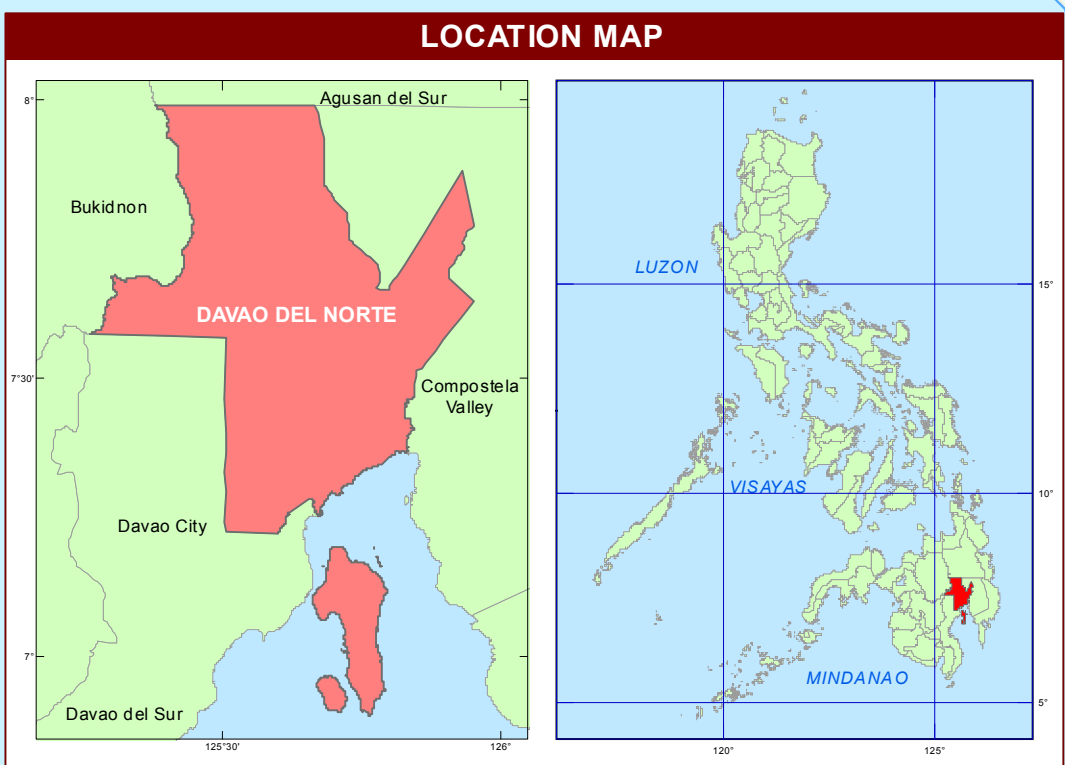 LOCATION MAP
8°
Agusan del Sur
Bukidnon
DAVAO DEL NORTE
7°30'
Compostela
Valley
Davao City
7°
Davao del Sur
125°30'
126°
LUZON
15°
VISAYAS
10°
MINDANAO
5°
120°
125°